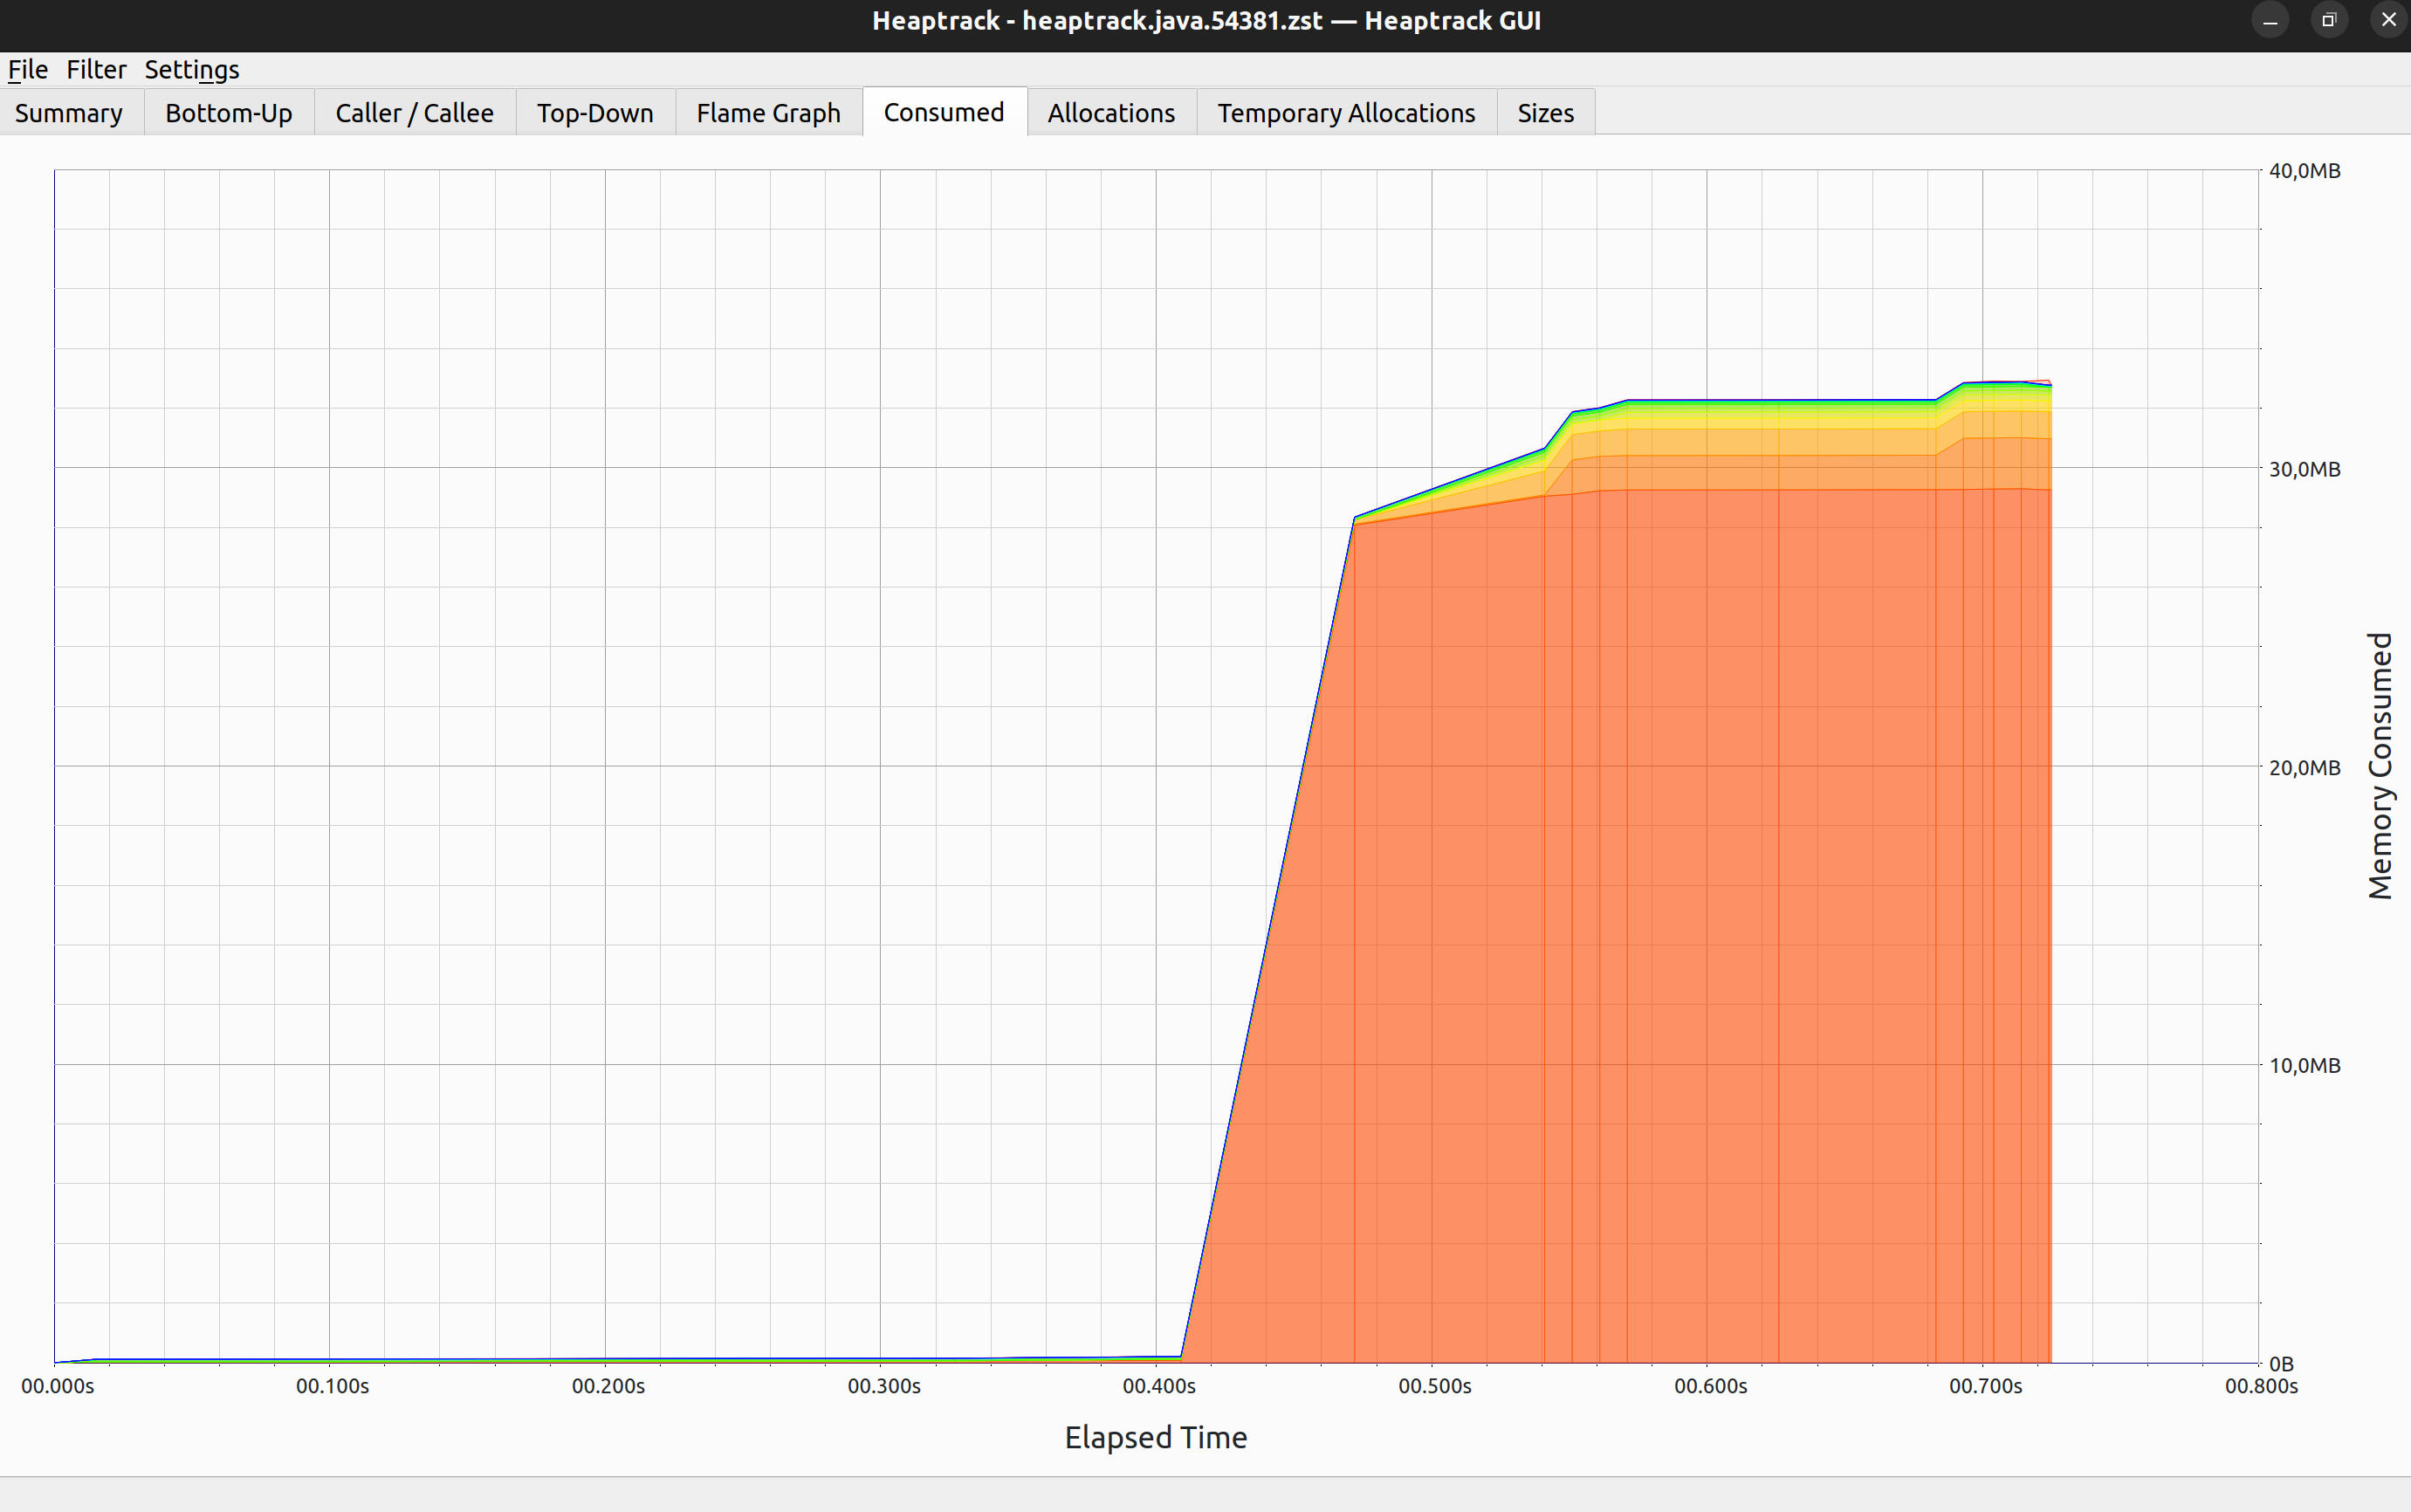 Heaptrack - heaptrack.java.54381.zst — Heaptrack GUI
File Filter Settings
Summary Bottom-Up Caller / Callee Top-Down Flame Graph Consumed Allocations Temporary Allocations Sizes
40,0MB
30,0MB
20,0MB
10,0MB
0B
Memory Consumed
00.000s 00.100s 00.200s 00.300s 00.400s 00.500s 00.600s 00.700s 00.800s
Elapsed Time